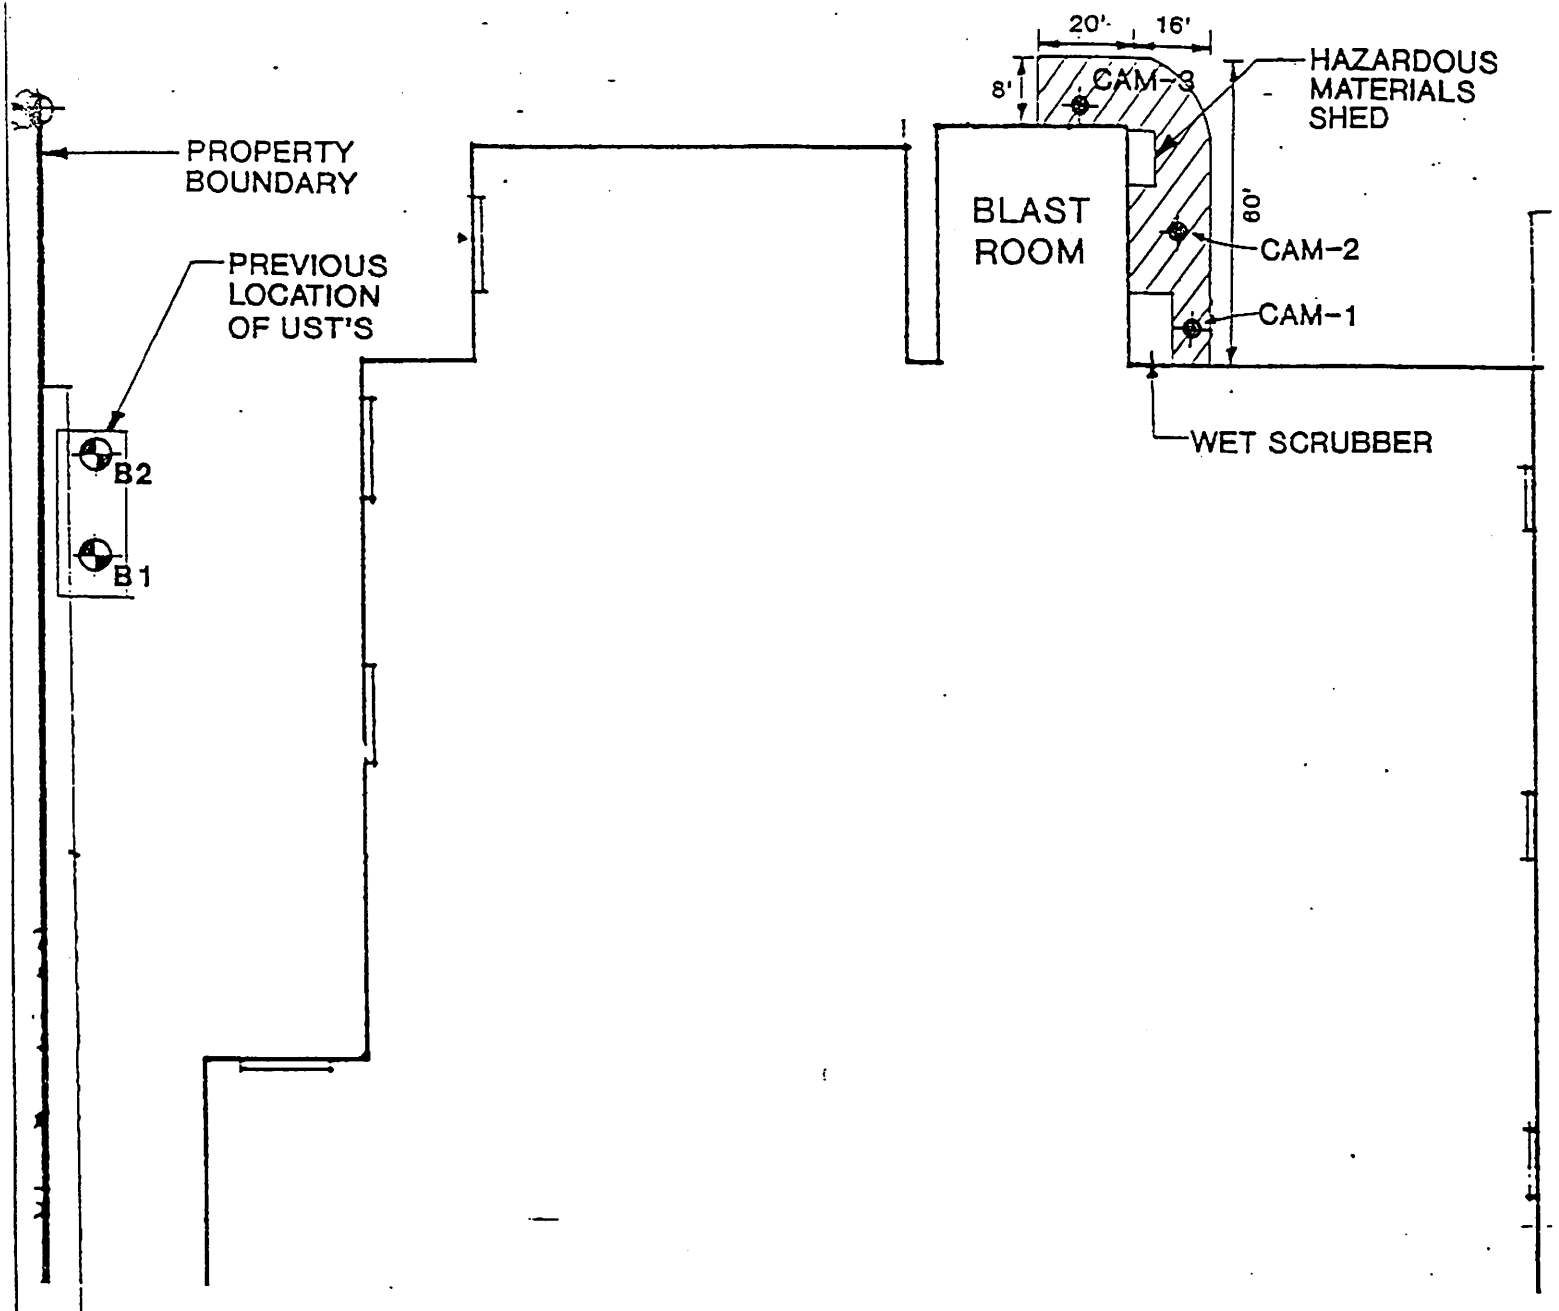 20'
16'
HAZARDOUS
MATERIALS
SHED
8'
CAM-3
PROPERTY
BOUNDARY
BLAST
ROOM
60'
CAM-2
PREVIOUS
LOCATION
OF UST'S
CAM-1
WET SCRUBBER
B2
B1